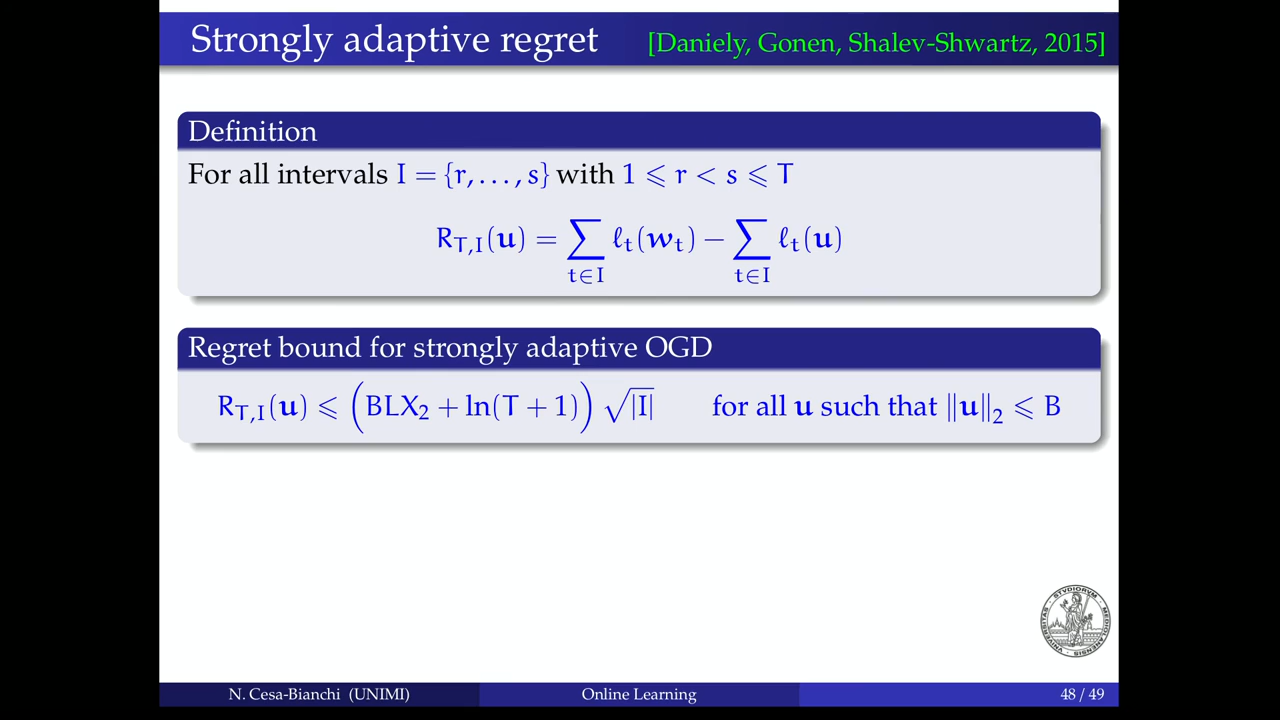 Strongly adaptive regret [Daniely, Gonen, Shalev-Shwartz, 2015]
Definition
For all intervals I = {r, . . . , s} with 1 ⩽ r < s ⩽ T
R_{T,I}(u) = ∑_{t∈I} ℓ_t(w_t) − ∑_{t∈I} ℓ_t(u)
Regret bound for strongly adaptive OGD
R_{T,I}(u) ⩽ (BLX_2 + ln(T + 1)) √|I| for all u such that ‖u‖_2 ⩽ B
N. Cesa-Bianchi (UNIMI) Online Learning 48 / 49